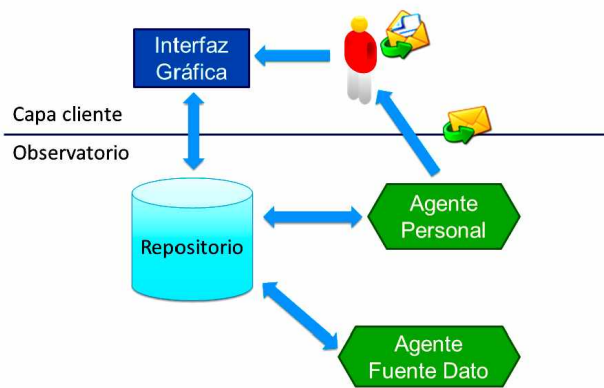 Interfaz
Gráfica
Capa cliente
Observatorio
Repositorio
Agente
Personal
Agente
Fuente Dato